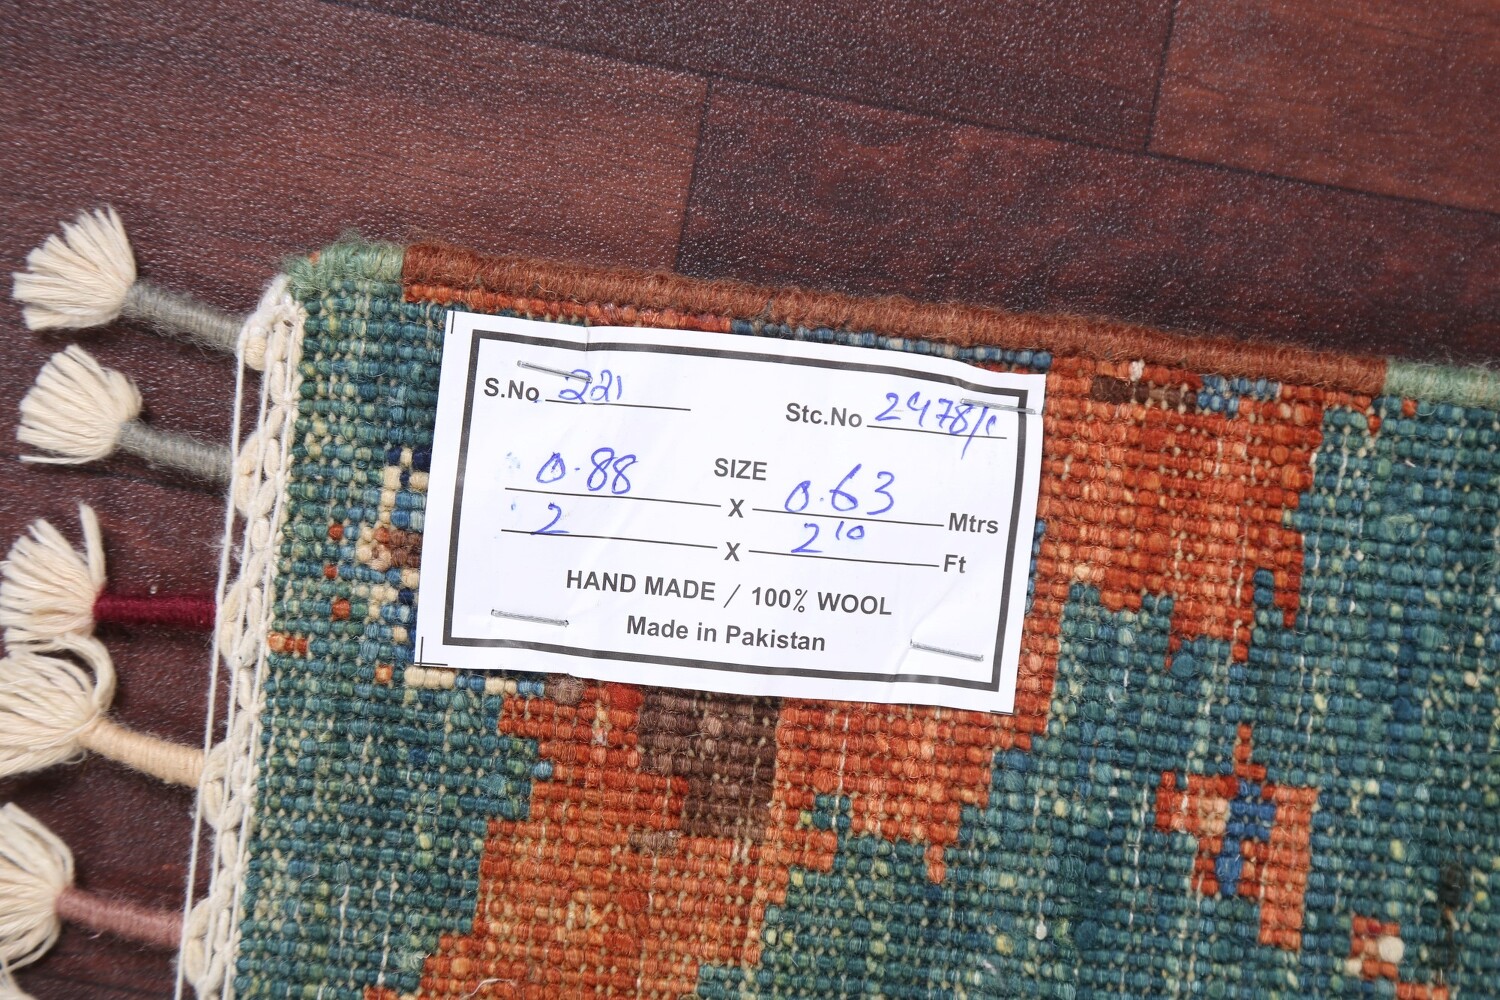 S.No 221
Stc.No 2478/1
SIZE
0.88 X 0.63 Mtrs
2 X 2'10 Ft
HAND MADE / 100% WOOL
Made in Pakistan